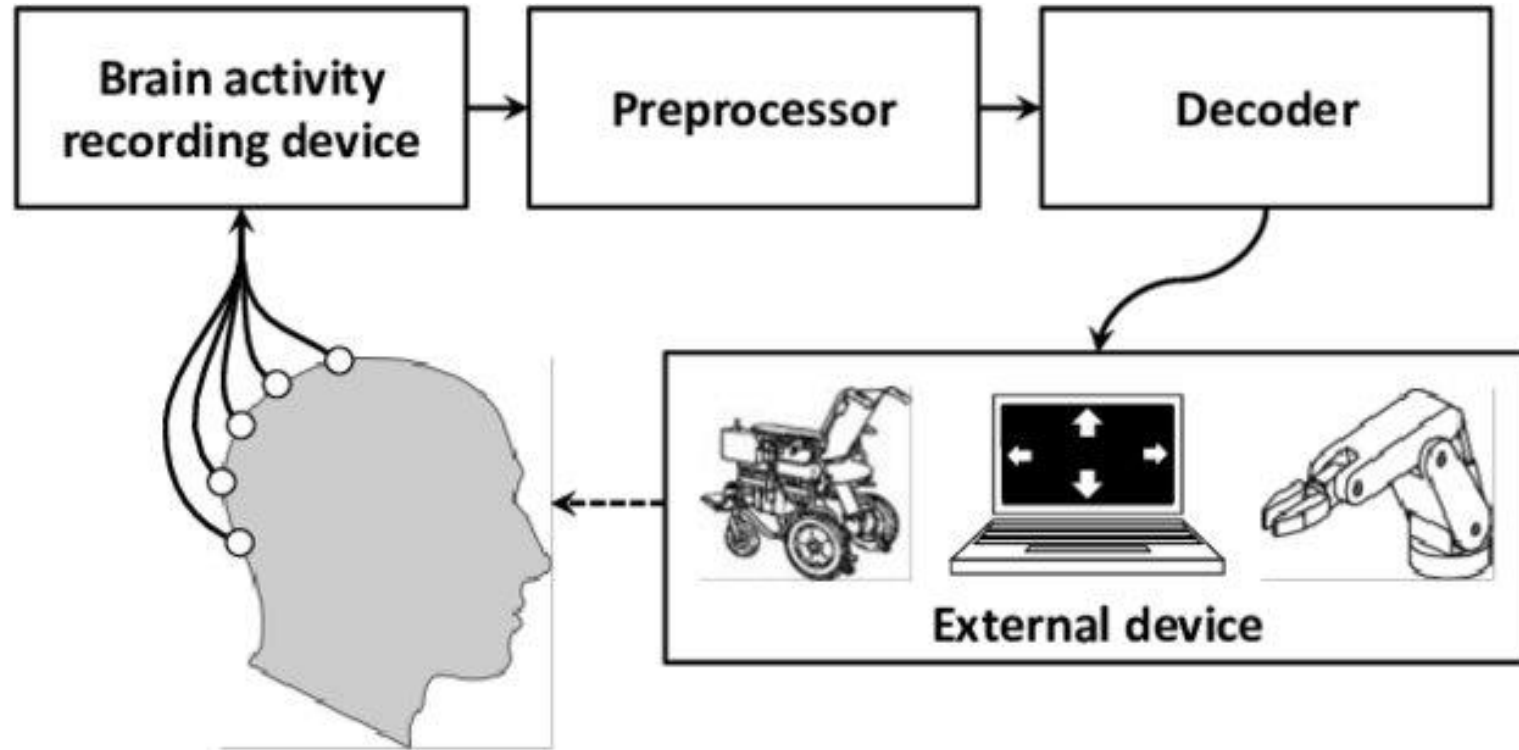 Brain activity
recording device
Preprocessor
Decoder
External device